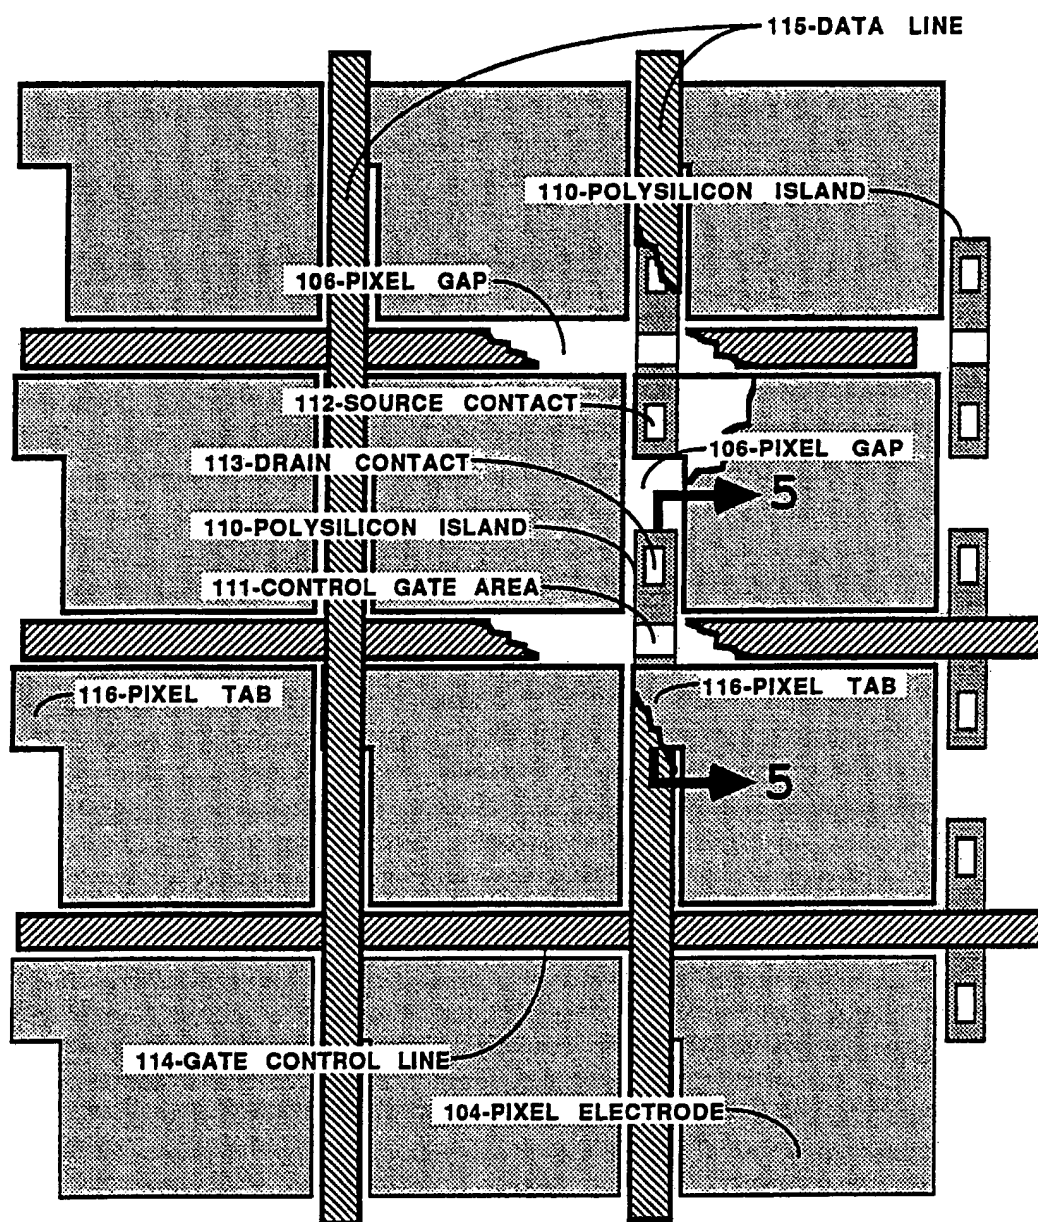 115-DATA LINE
110-POLYSILICON ISLAND
106-PIXEL GAP
112-SOURCE CONTACT
106-PIXEL GAP
113-DRAIN CONTACT
5
110-POLYSILICON ISLAND
111-CONTROL GATE AREA
116-PIXEL TAB
116-PIXEL TAB
5
114-GATE CONTROL LINE
104-PIXEL ELECTRODE